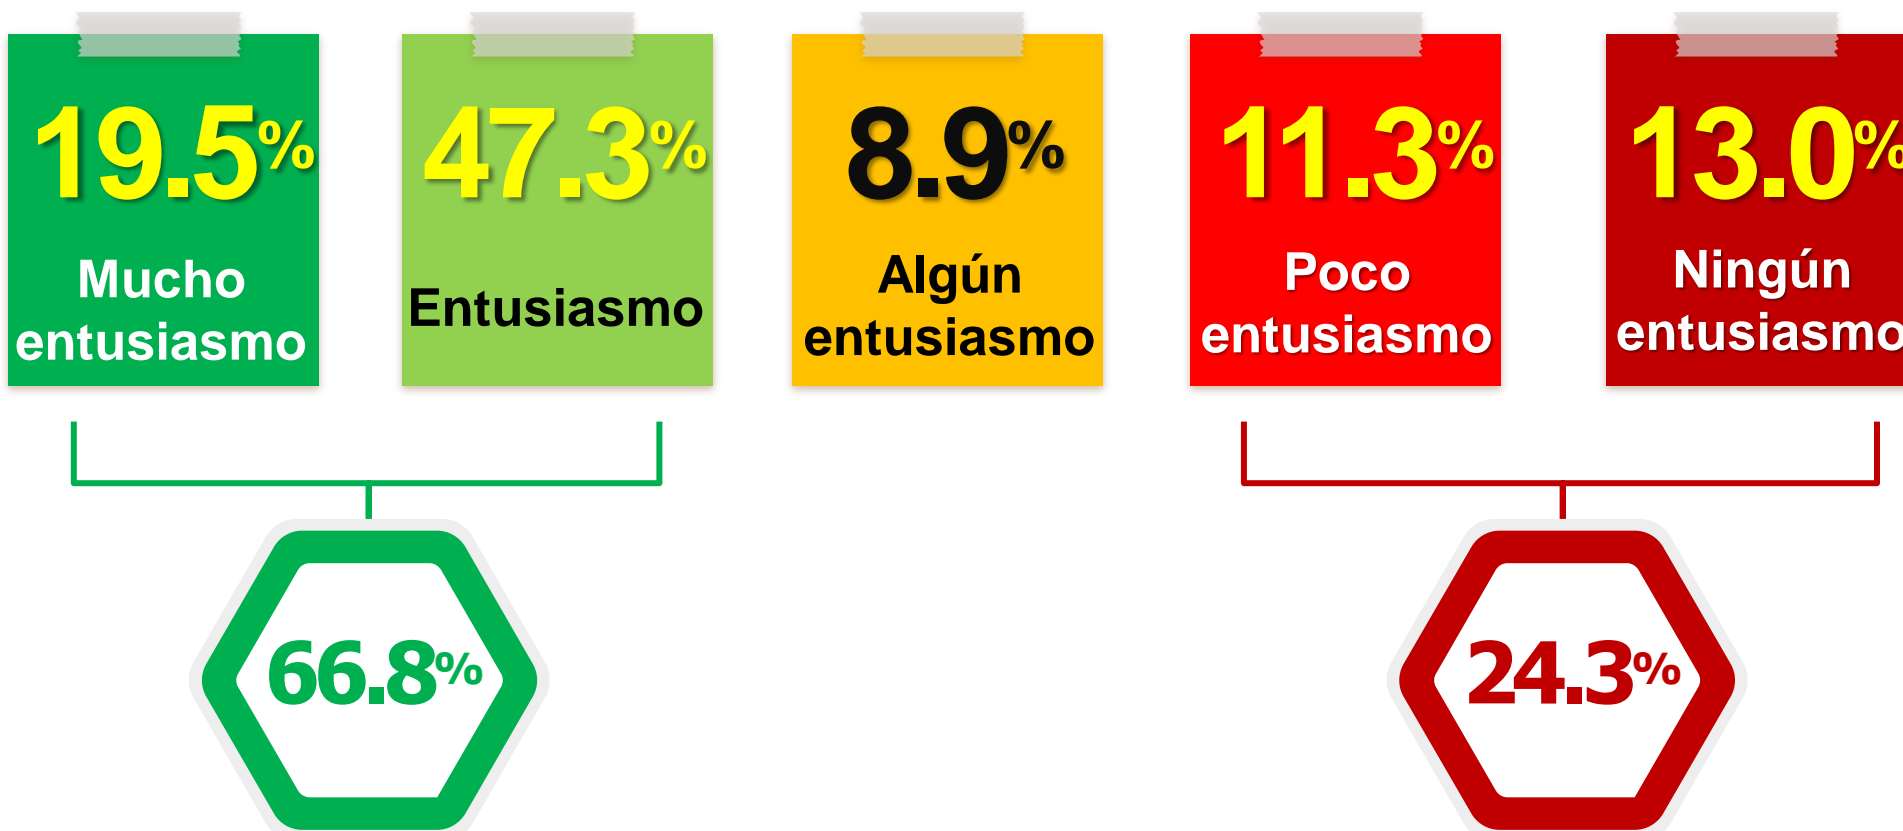 19.5%
Mucho
entusiasmo
47.3%
Entusiasmo
8.9%
Algún
entusiasmo
11.3%
Poco
entusiasmo
13.0%
Ningún
entusiasmo
66.8%
24.3%